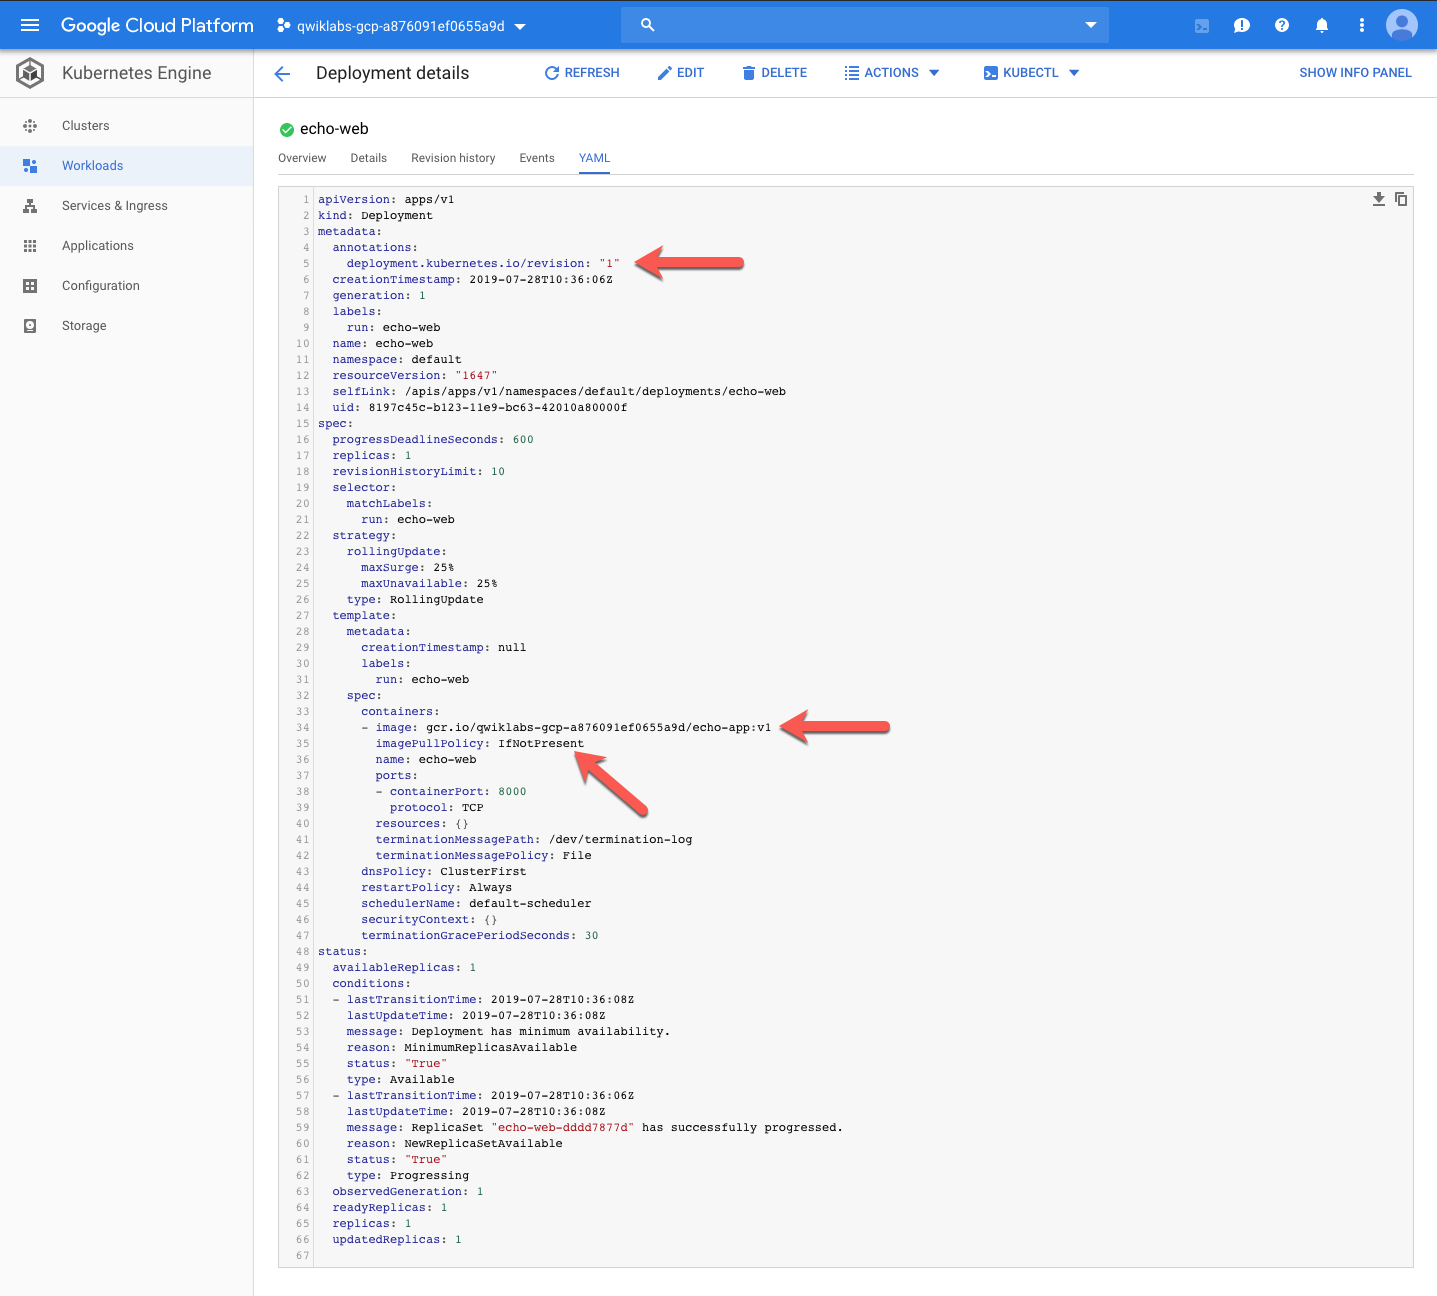 Google Cloud Platform
qwiklabs-gcp-a876091ef0655a9d
Kubernetes Engine
Deployment details
REFRESH
EDIT
DELETE
ACTIONS
KUBECTL
SHOW INFO PANEL
Clusters
Workloads
Services & Ingress
Applications
Configuration
Storage
echo-web
Overview
Details
Revision history
Events
YAML
1 apiVersion: apps/v1
2 kind: Deployment
3 metadata:
4   annotations:
5     deployment.kubernetes.io/revision: "1"
6   creationTimestamp: 2019-07-28T10:36:06Z
7   generation: 1
8   labels:
9     run: echo-web
10   name: echo-web
11   namespace: default
12   resourceVersion: "1647"
13   selfLink: /apis/apps/v1/namespaces/default/deployments/echo-web
14   uid: 8197c45c-b123-11e9-bc63-42010a80000f
15 spec:
16   progressDeadlineSeconds: 600
17   replicas: 1
18   revisionHistoryLimit: 10
19   selector:
20     matchLabels:
21       run: echo-web
22   strategy:
23     rollingUpdate:
24       maxSurge: 25%
25       maxUnavailable: 25%
26     type: RollingUpdate
27   template:
28     metadata:
29       creationTimestamp: null
30       labels:
31         run: echo-web
32     spec:
33       containers:
34       - image: gcr.io/qwiklabs-gcp-a876091ef0655a9d/echo-app:v1
35         imagePullPolicy: IfNotPresent
36         name: echo-web
37         ports:
38         - containerPort: 8000
39           protocol: TCP
40         resources: {}
41         terminationMessagePath: /dev/termination-log
42         terminationMessagePolicy: File
43       dnsPolicy: ClusterFirst
44       restartPolicy: Always
45       schedulerName: default-scheduler
46       securityContext: {}
47       terminationGracePeriodSeconds: 30
48 status:
49   availableReplicas: 1
50   conditions:
51   - lastTransitionTime: 2019-07-28T10:36:08Z
52     lastUpdateTime: 2019-07-28T10:36:08Z
53     message: Deployment has minimum availability.
54     reason: MinimumReplicasAvailable
55     status: "True"
56     type: Available
57   - lastTransitionTime: 2019-07-28T10:36:06Z
58     lastUpdateTime: 2019-07-28T10:36:08Z
59     message: ReplicaSet "echo-web-dddd7877d" has successfully progressed.
60     reason: NewReplicaSetAvailable
61     status: "True"
62     type: Progressing
63   observedGeneration: 1
64   readyReplicas: 1
65   replicas: 1
66   updatedReplicas: 1
67